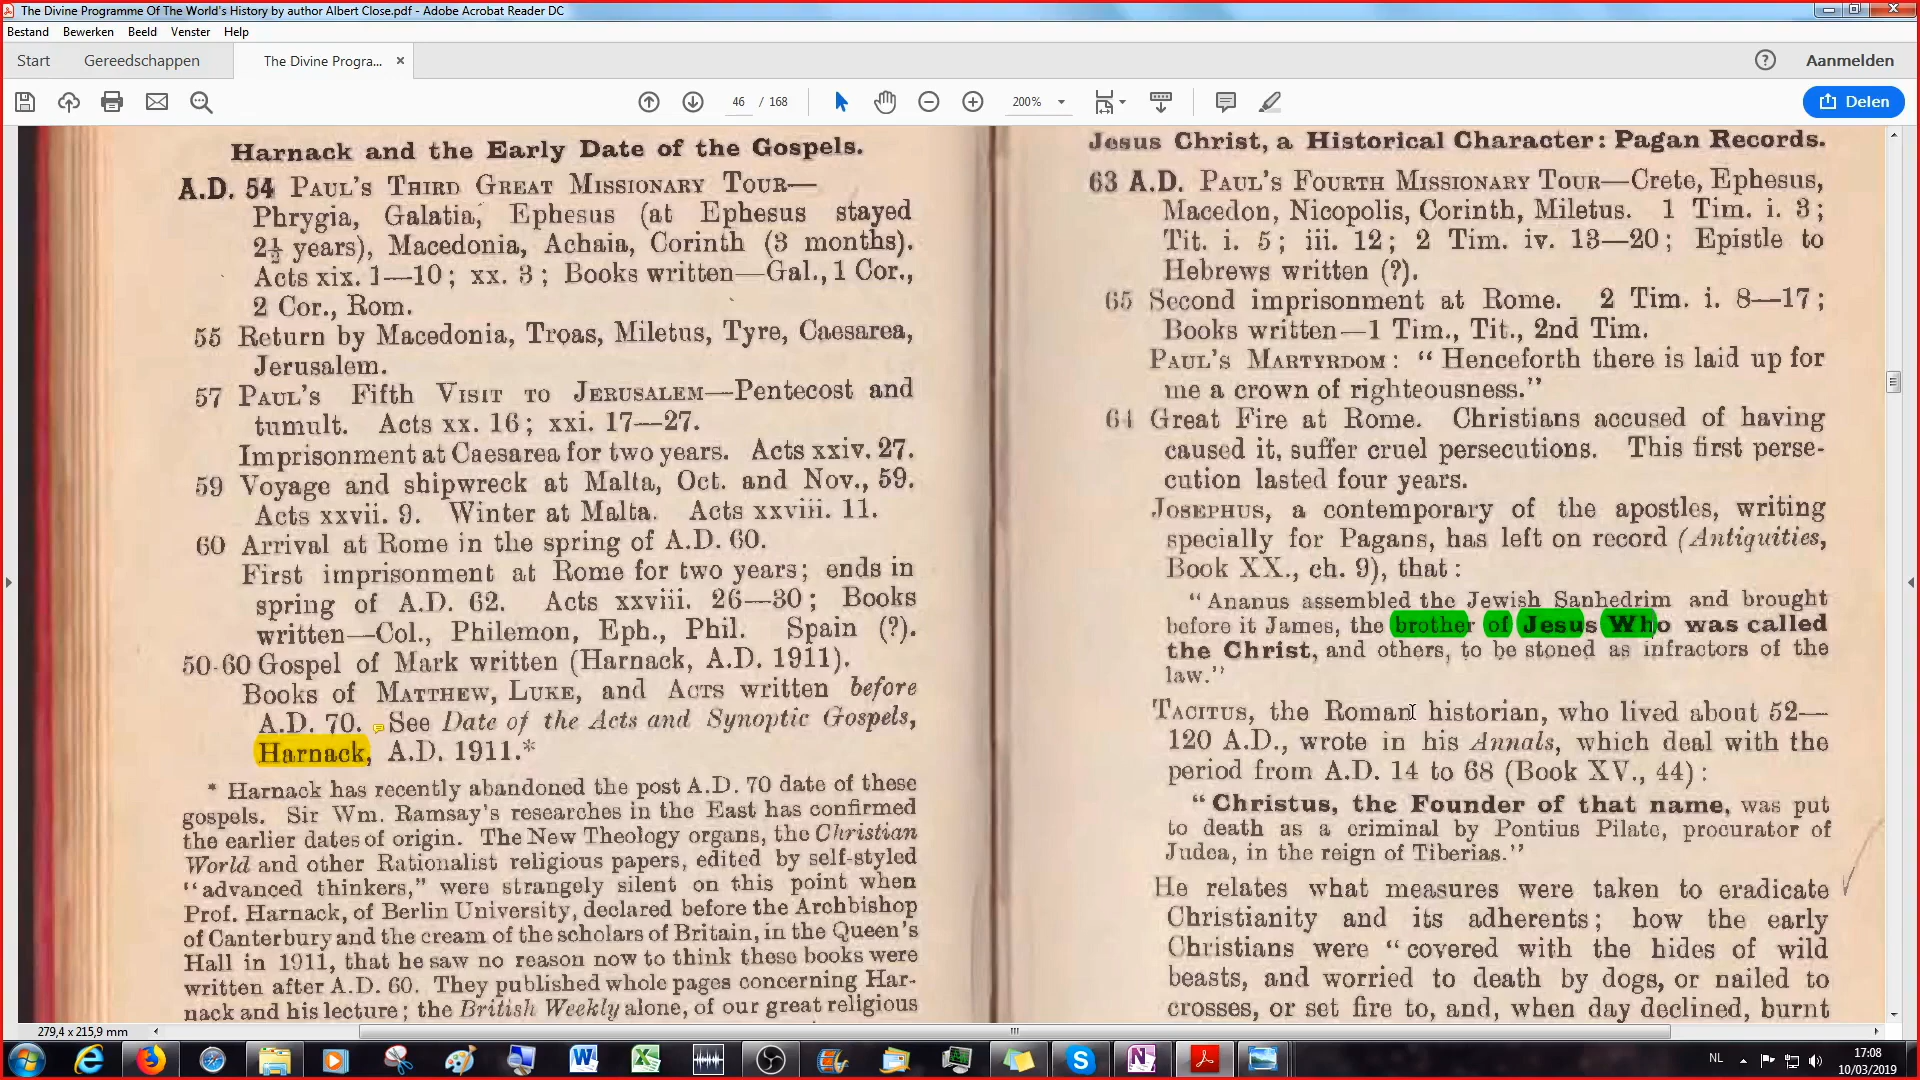 The Divine Programme Of The World's History by author Albert Close.pdf - Adobe Acrobat Reader DC
Bestand Bewerken Beeld Venster Help
Start Gereedschappen The Divine Progra... × Aanmelden
46 / 168 200% Delen
Harnack and the Early Date of the Gospels.
A.D. 54 PAUL'S THIRD GREAT MISSIONARY TOUR—
Phrygia, Galatia, Ephesus (at Ephesus stayed
2½ years), Macedonia, Achaia, Corinth (3 months).
Acts xix. 1—10 ; xx. 3 ; Books written—Gal., 1 Cor.,
2 Cor., Rom.
55 Return by Macedonia, Troas, Miletus, Tyre, Caesarea,
Jerusalem.
57 PAUL'S FIFTH VISIT TO JERUSALEM—Pentecost and
tumult. Acts xx. 16 ; xxi. 17—27.
Imprisonment at Caesarea for two years. Acts xxiv. 27.
59 Voyage and shipwreck at Malta, Oct. and Nov., 59.
Acts xxvii. 9. Winter at Malta. Acts xxviii. 11.
60 Arrival at Rome in the spring of A.D. 60.
First imprisonment at Rome for two years ; ends in
spring of A.D. 62. Acts xxviii. 26—30 ; Books
written—Col., Philemon, Eph., Phil. Spain (?).
50-60 Gospel of Mark written (Harnack, A.D. 1911).
Books of MATTHEW, LUKE, and ACTS written before
A.D. 70. See Date of the Acts and Synoptic Gospels,
Harnack, A.D. 1911.*
* Harnack has recently abandoned the post A.D. 70 date of these
gospels. Sir Wm. Ramsay's researches in the East has confirmed
the earlier dates of origin. The New Theology organs, the Christian
World and other Rationalist religious papers, edited by self-styled
"advanced thinkers," were strangely silent on this point when
Prof. Harnack, of Berlin University, declared before the Archbishop
of Canterbury and the cream of the scholars of Britain, in the Queen's
Hall in 1911, that he saw no reason now to think these books were
written after A.D. 60. They published whole pages concerning Har-
nack and his lecture ; the British Weekly alone, of our great religious
Jesus Christ, a Historical Character: Pagan Records.
63 A.D. PAUL'S FOURTH MISSIONARY TOUR—Crete, Ephesus,
Macedon, Nicopolis, Corinth, Miletus. 1 Tim. i. 3 ;
Tit. i. 5 ; iii. 12 ; 2 Tim. iv. 13—20 ; Epistle to
Hebrews written (?).
65 Second imprisonment at Rome. 2 Tim. i. 8—17 ;
Books written—1 Tim., Tit., 2nd Tim.
PAUL'S MARTYRDOM : " Henceforth there is laid up for
me a crown of righteousness."
64 Great Fire at Rome. Christians accused of having
caused it, suffer cruel persecutions. This first perse-
cution lasted four years.
JOSEPHUS, a contemporary of the apostles, writing
specially for Pagans, has left on record (Antiquities,
Book XX., ch. 9), that :
" Ananus assembled the Jewish Sanhedrim and brought
before it James, the brother of Jesus Who was called
the Christ, and others, to be stoned as infractors of the
law."
TACITUS, the Roman historian, who lived about 52—
120 A.D., wrote in his Annals, which deal with the
period from A.D. 14 to 68 (Book XV., 44) :
" Christus, the Founder of that name, was put
to death as a criminal by Pontius Pilate, procurator of
Judea, in the reign of Tiberias."
He relates what measures were taken to eradicate
Christianity and its adherents ; how the early
Christians were " covered with the hides of wild
beasts, and worried to death by dogs, or nailed to
crosses, or set fire to, and, when day declined, burnt
279,4 x 215,9 mm
NL 17:08
10/03/2019